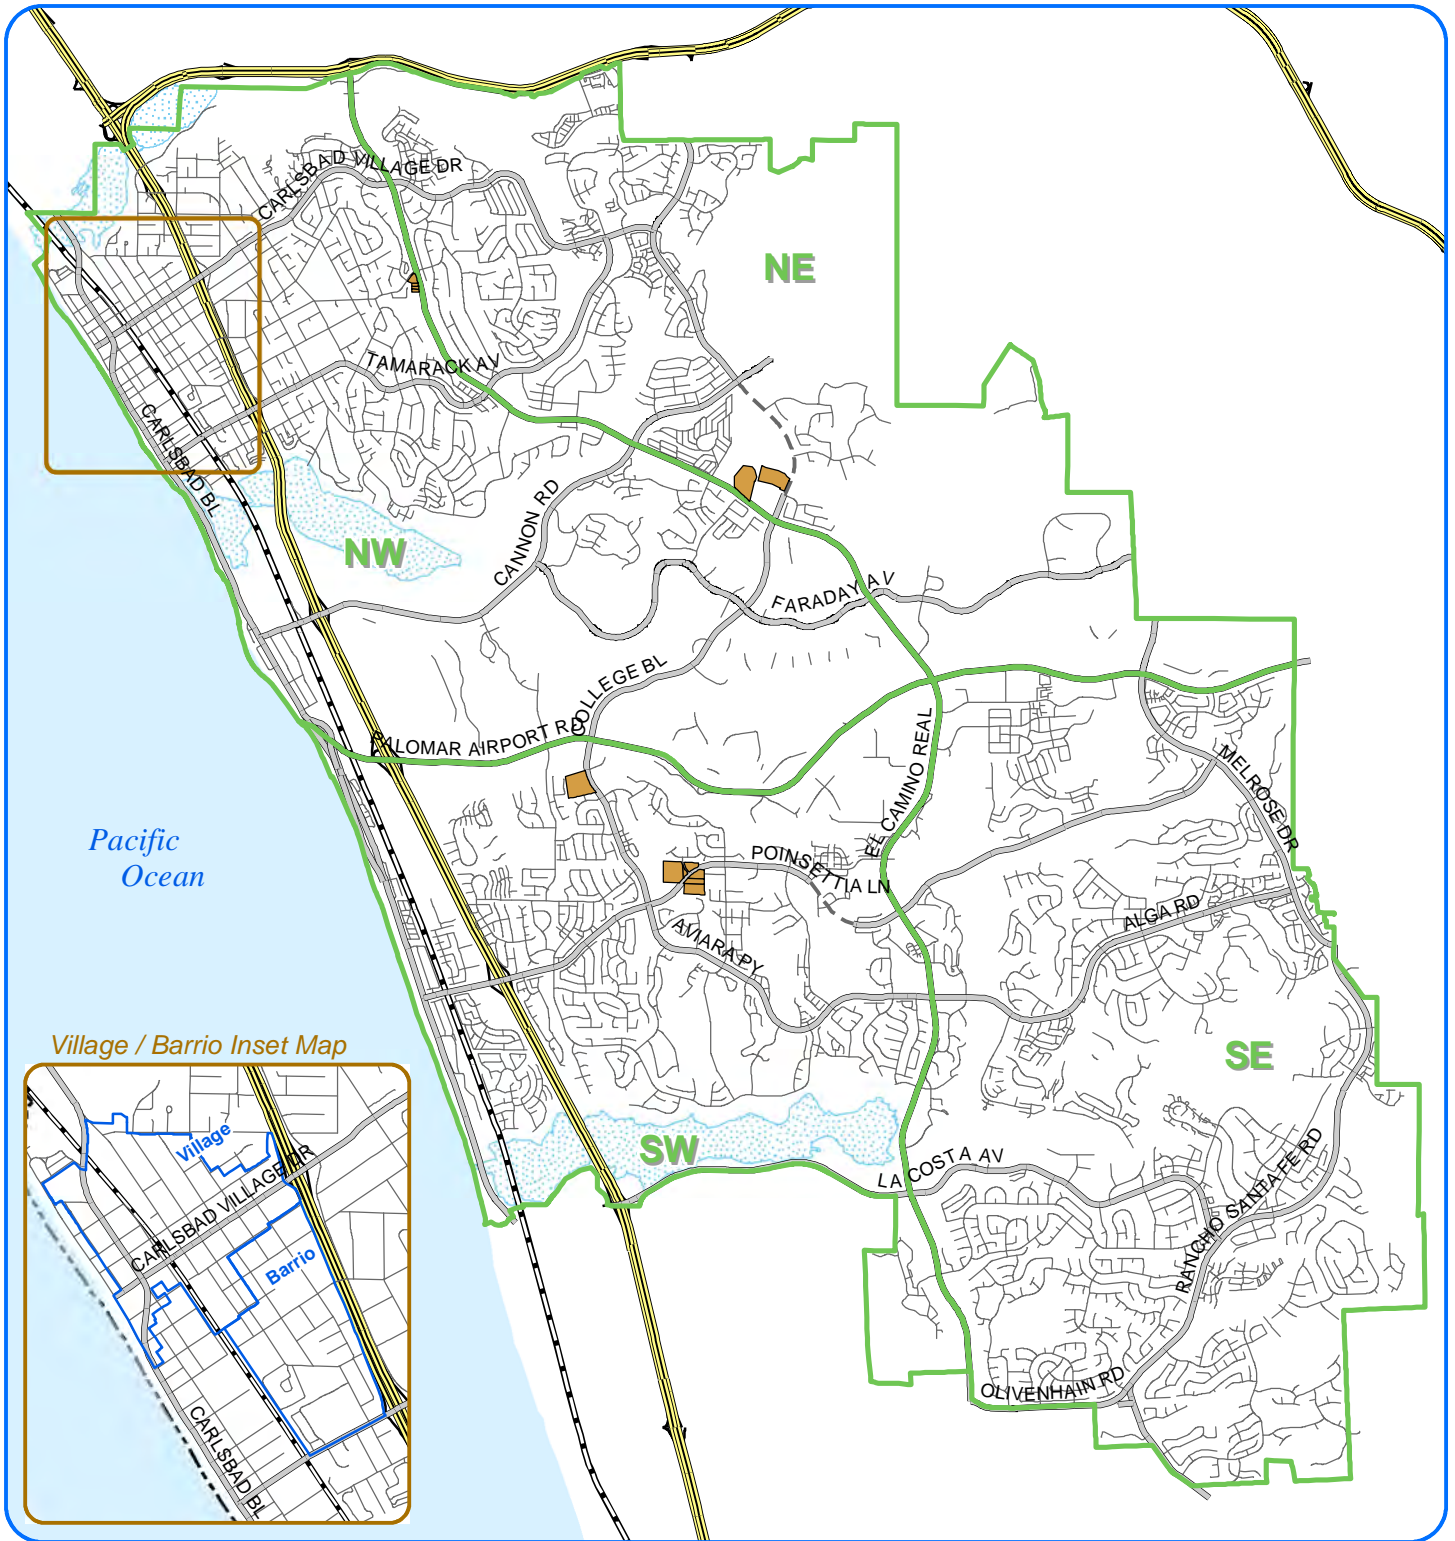 CARLSBAD VILLAGE DR
NE
TAMARACK AV
CARLSBAD BL
CANNON RD
NW
FARADAY AV
COLLEGE BL
PALOMAR AIRPORT RD
EL CAMINO REAL
MELROSE DR
Pacific
Ocean
POINSETTIA LN
ALGA RD
AVIARA PY
SE
SW
LA COSTA AV
RANCHO SANTA FE RD
OLIVENHAIN RD
Village / Barrio Inset Map
Village
CARLSBAD VILLAGE DR
Barrio
CARLSBAD BL